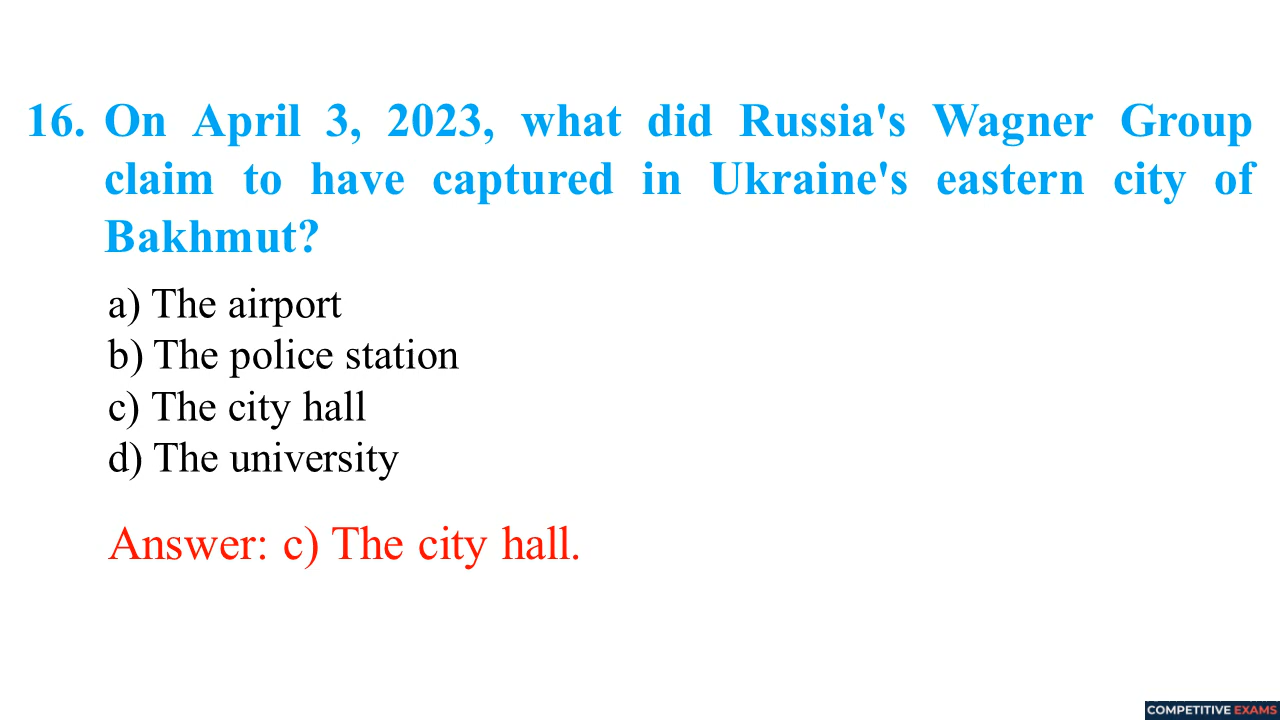 16. On April 3, 2023, what did Russia's Wagner Group
claim to have captured in Ukraine's eastern city of
Bakhmut?
a) The airport
b) The police station
c) The city hall
d) The university
Answer: c) The city hall.
COMPETITIVE EXAMS